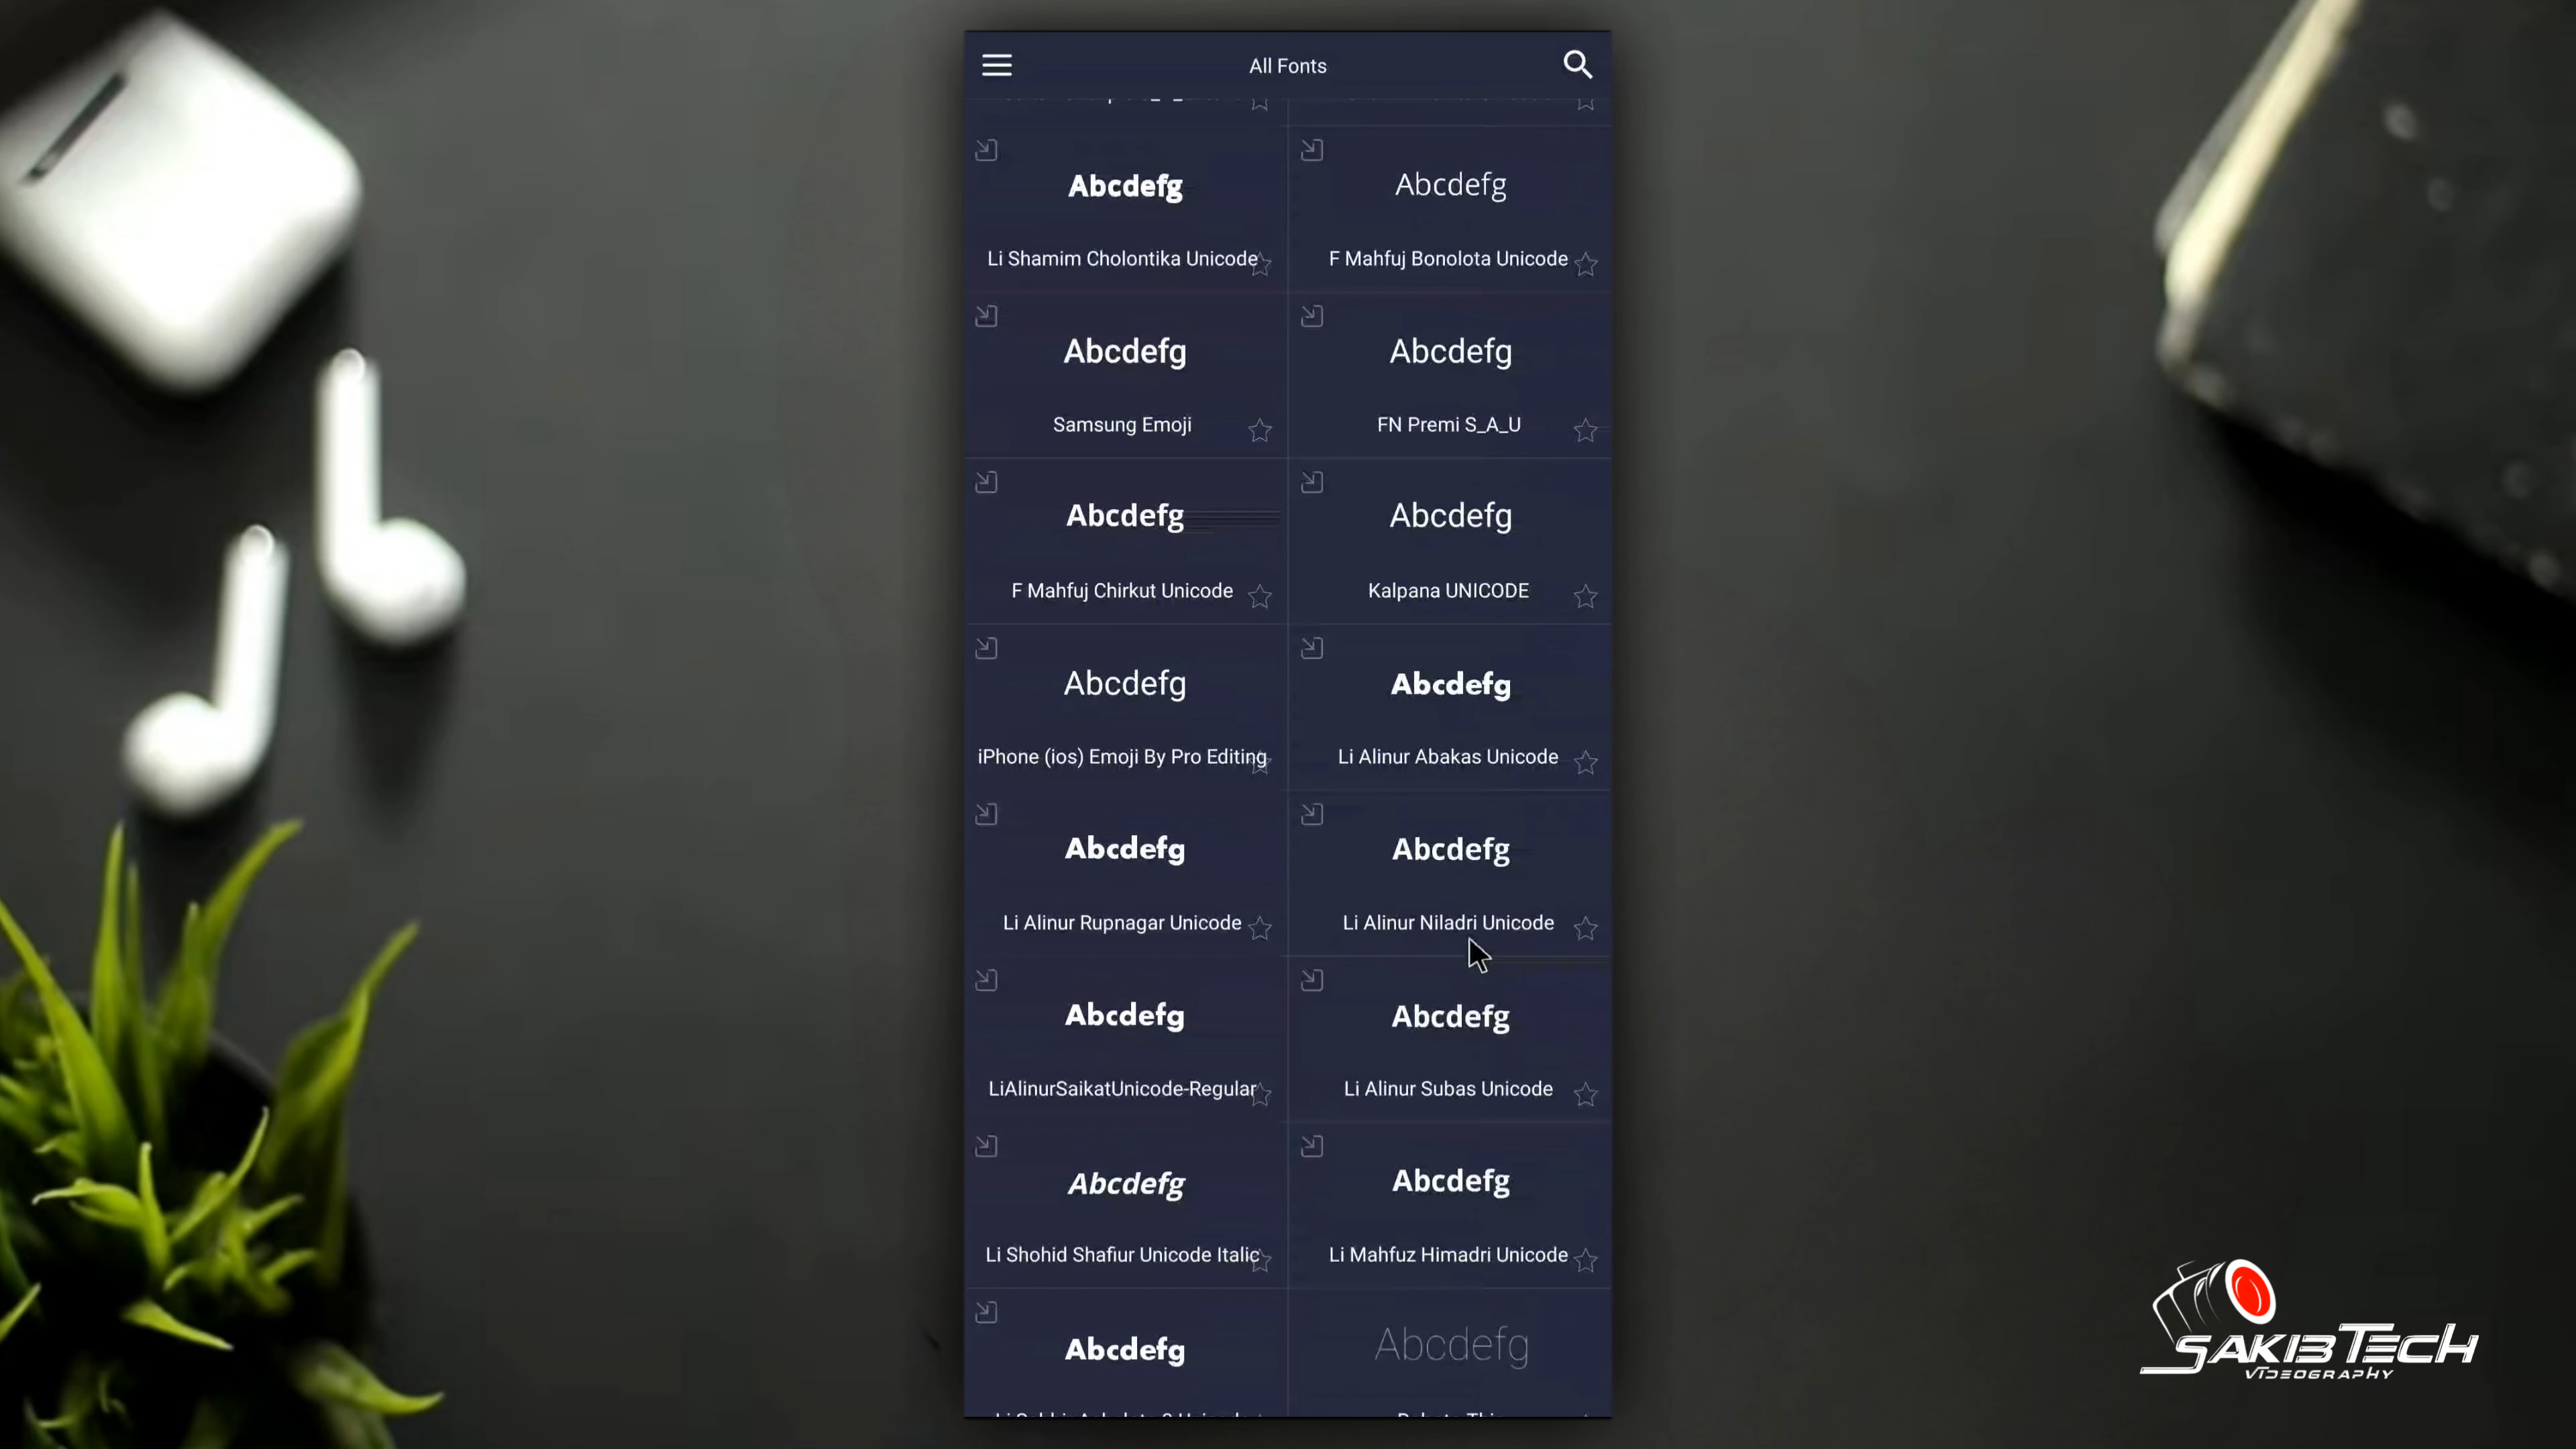 All Fonts
Abcdefg
Abcdefg
Li Shamim Cholontika Unicode
F Mahfuj Bonolota Unicode
Abcdefg
Abcdefg
Samsung Emoji
FN Premi S_A_U
Abcdefg
Abcdefg
F Mahfuj Chirkut Unicode
Kalpana UNICODE
Abcdefg
Abcdefg
iPhone (ios) Emoji By Pro Editing
Li Alinur Abakas Unicode
Abcdefg
Abcdefg
Li Alinur Rupnagar Unicode
Li Alinur Niladri Unicode
Abcdefg
Abcdefg
LiAlinurSaikatUnicode-Regular
Li Alinur Subas Unicode
Abcdefg
Abcdefg
Li Shohid Shafiur Unicode Italic
Li Mahfuz Himadri Unicode
Abcdefg
Abcdefg
SAKIB TECH
VIDEOGRAPHY